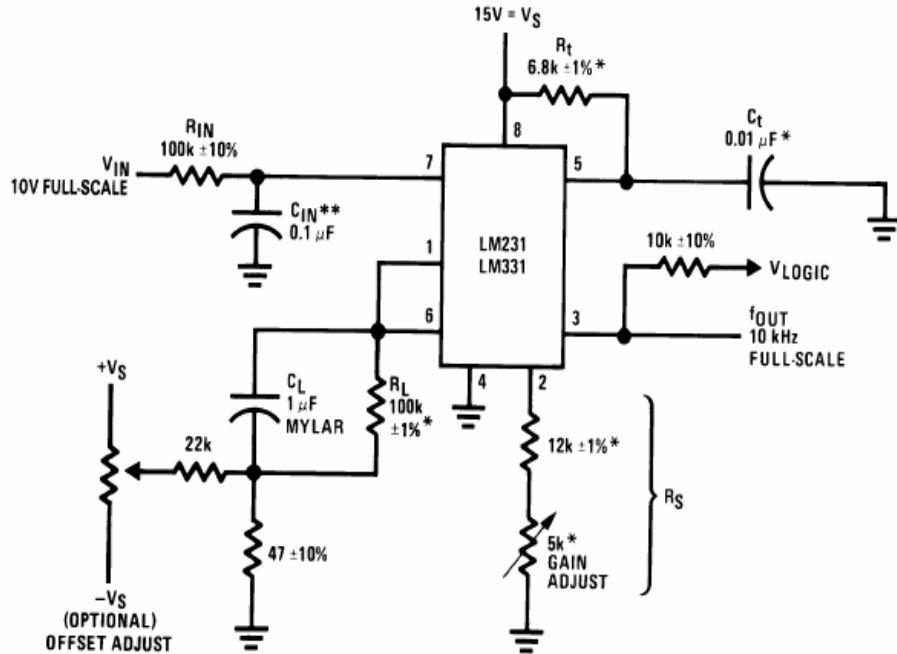 15V = VS
Rt
6.8k ±1%*
8
RIN
100k ±10%
Ct
0.01 μF*
7
5
VIN
10V FULL-SCALE
CIN**
0.1 μF
LM231
LM331
10k ±10%
VLOGIC
1
6
3
fOUT
10 kHz
FULL-SCALE
4
2
+VS
CL
1 μF
MYLAR
RL
100k
±1%*
12k ±1%*
22k
RS
5k*
GAIN
ADJUST
47 ±10%
−VS
(OPTIONAL)
OFFSET ADJUST